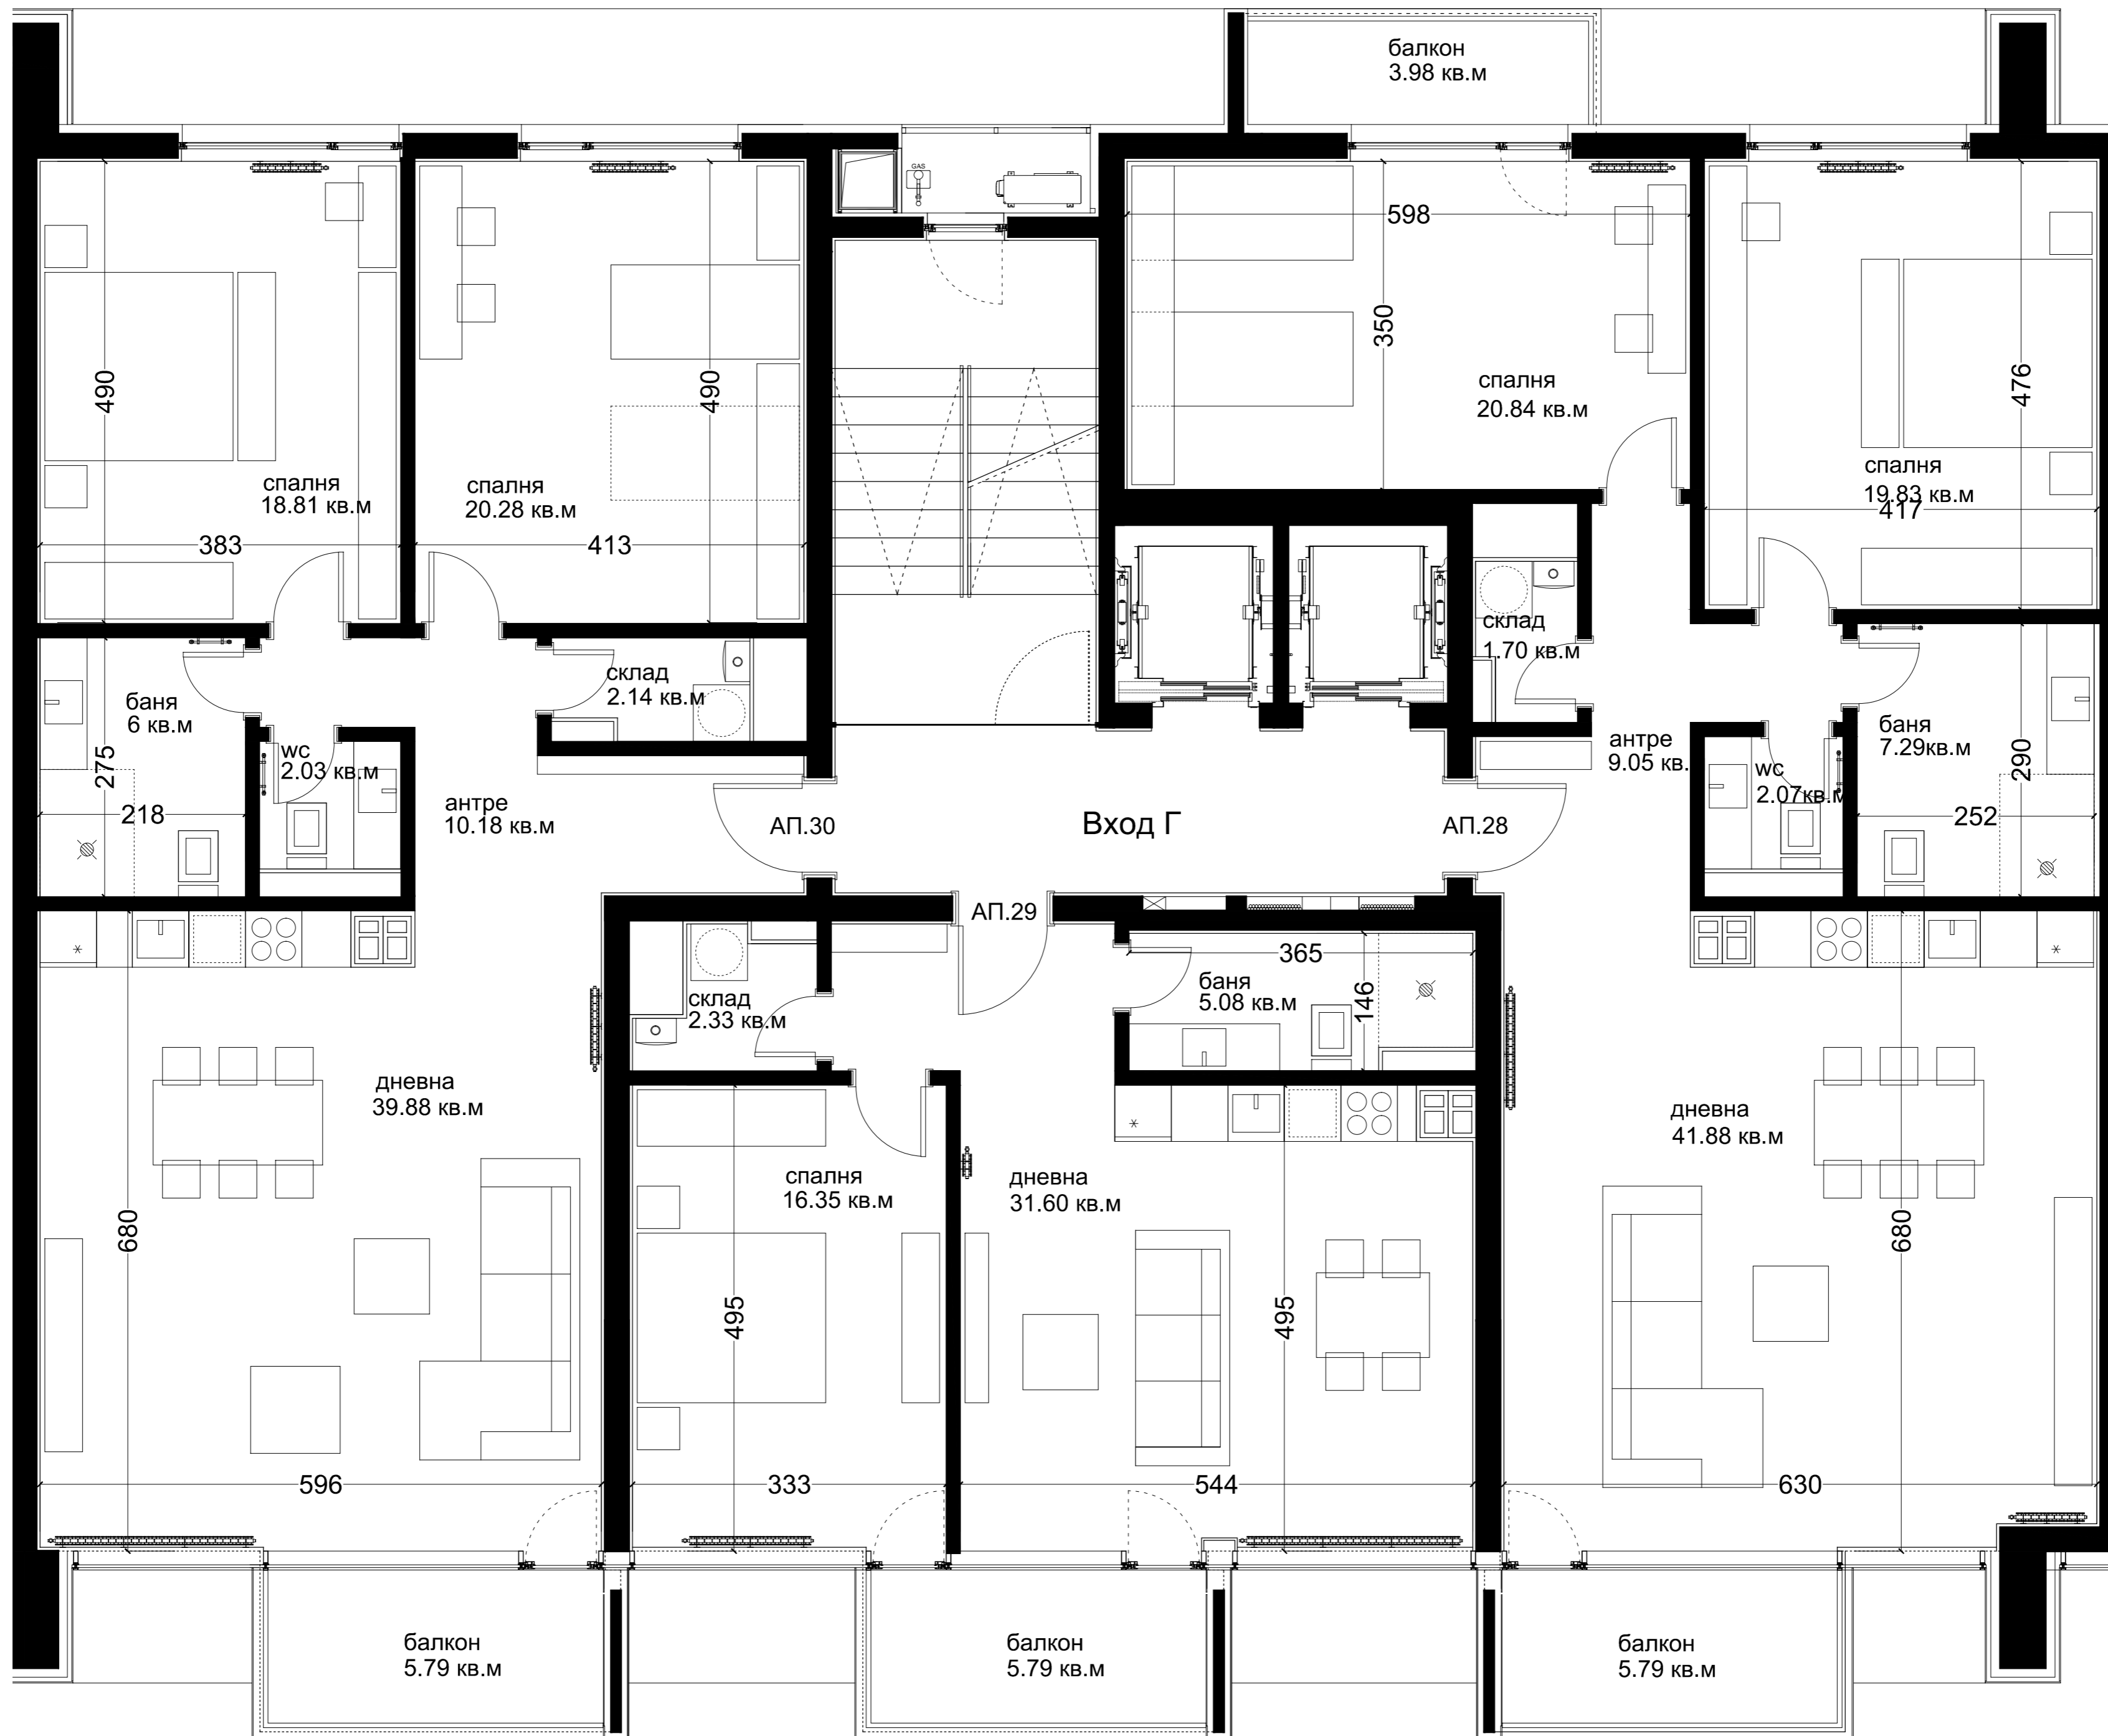 балкон
3.98 кв.м
GAS
598
350
490
490
476
спалня
20.84 кв.м
спалня
18.81 кв.м
спалня
20.28 кв.м
спалня
19.83 кв.м
417
383
413
склад
1.70 кв.м
склад
2.14 кв.м
баня
6 кв.м
wc
2.03 кв.м
275
218
антре
10.18 кв.м
АП.30
Вход Г
АП.28
антре
9.05 кв.
wc
2.07кв.м
баня
7.29кв.м
290
252
АП.29
склад
2.33 кв.м
365
баня
5.08 кв.м
146
дневна
39.88 кв.м
680
спалня
16.35 кв.м
495
дневна
31.60 кв.м
495
дневна
41.88 кв.м
680
596
333
544
630
балкон
5.79 кв.м
балкон
5.79 кв.м
балкон
5.79 кв.м